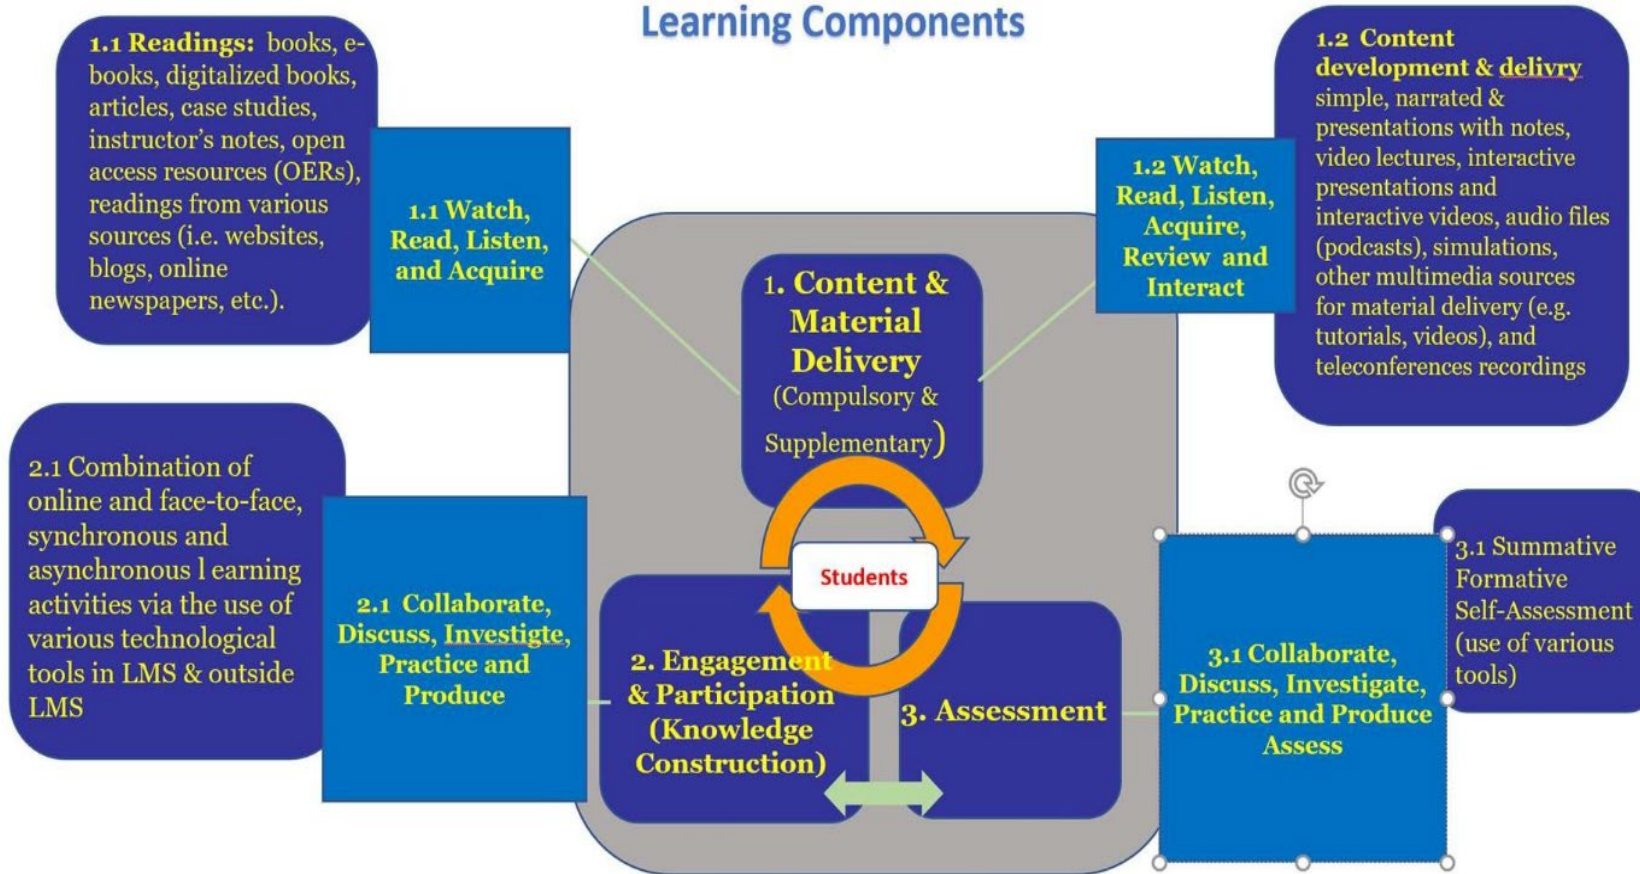 Learning Components
1.1 Readings: books, e-
books, digitalized books,
articles, case studies,
instructor's notes, open
access resources (OERs),
readings from various
sources (i.e. websites,
blogs, online
newspapers, etc.).
1.1 Watch,
Read, Listen,
and Acquire
1.2 Watch,
Read, Listen,
Acquire,
Review and
Interact
1.2 Content
development & delivry
simple, narrated &
presentations with notes,
video lectures, interactive
presentations and
interactive videos, audio files
(podcasts), simulations,
other multimedia sources
for material delivery (e.g.
tutorials, videos), and
teleconferences recordings
1. Content &
Material
Delivery
(Compulsory &
Supplementary)
Students
2.1 Combination of
online and face-to-face,
synchronous and
asynchronous l earning
activities via the use of
various technological
tools in LMS & outside
LMS
2.1 Collaborate,
Discuss, Investigte,
Practice and
Produce
2. Engagement
& Participation
(Knowledge
Construction)
3. Assessment
3.1 Collaborate,
Discuss, Investigate,
Practice and Produce
Assess
3.1 Summative
Formative
Self-Assessment
(use of various
tools)